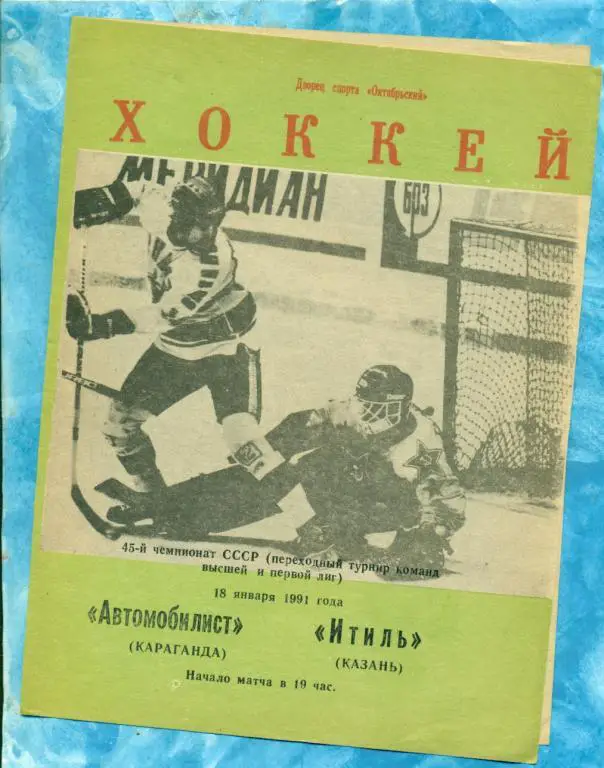 Дворец спорта «Октябрьский»
ХОККЕЙ
МЕРИДИАН
603
45-й чемпионат СССР (переходный турнир команд
высшей и первой лиг)
18 января 1991 года
«Автомобилист» «Итиль»
(КАРАГАНДА) (КАЗАНЬ)
Начало матча в 19 час.